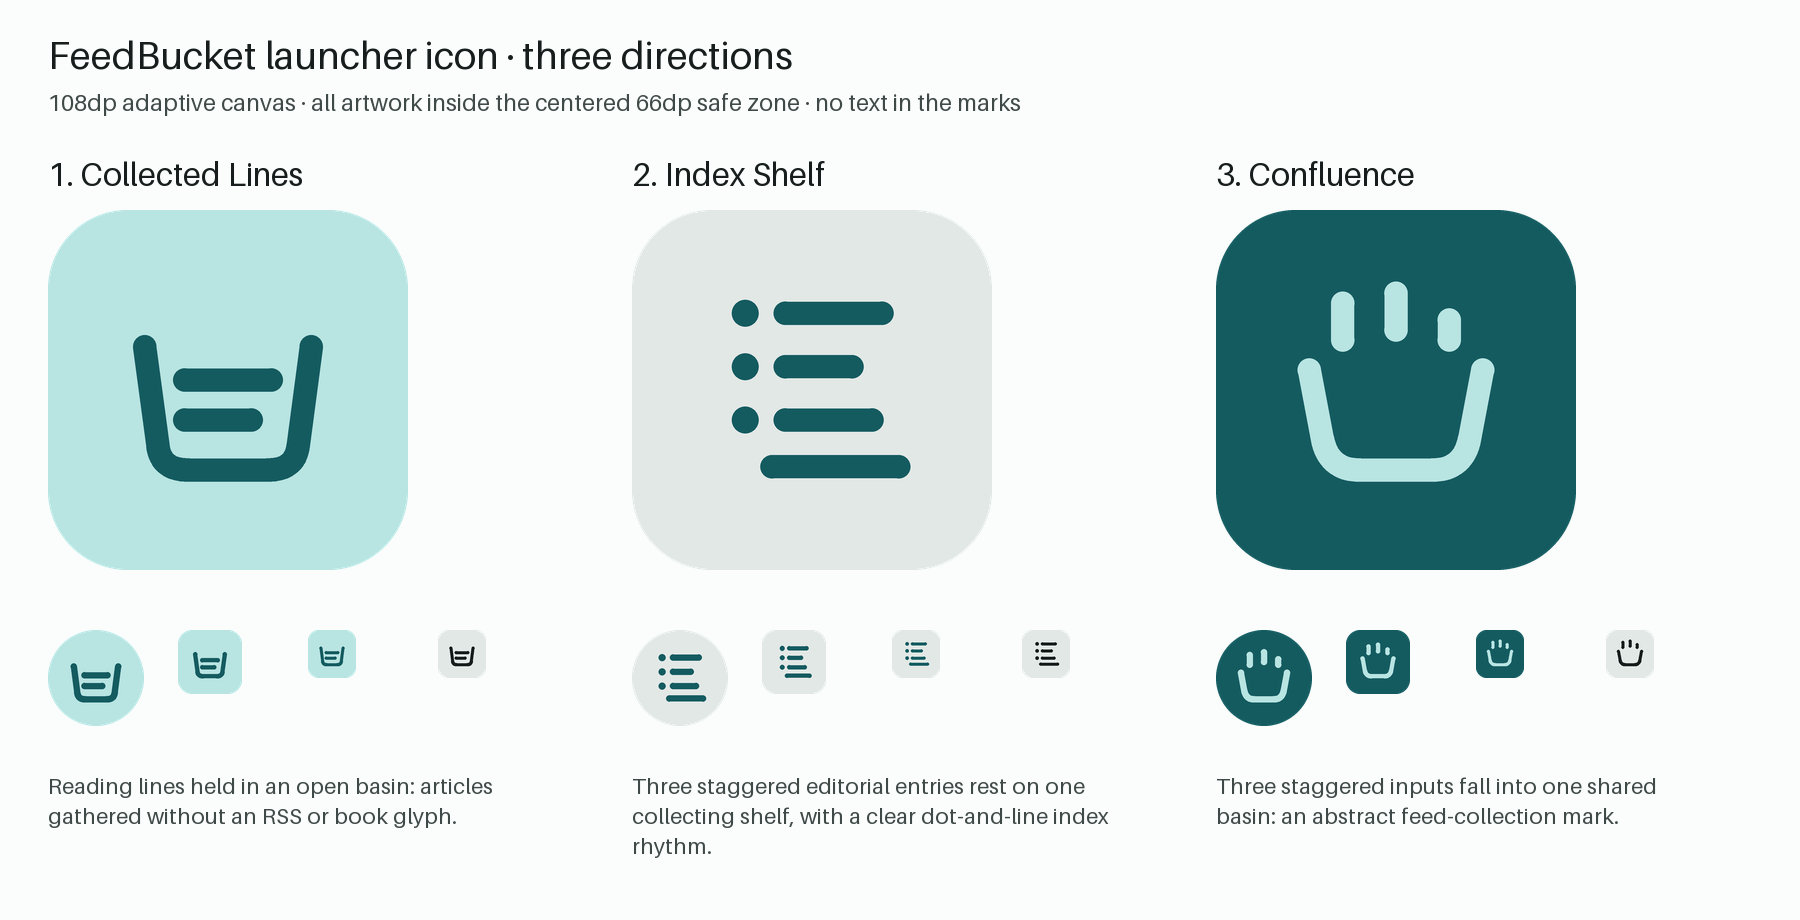 FeedBucket launcher icon · three directions
108dp adaptive canvas · all artwork inside the centered 66dp safe zone · no text in the marks
1. Collected Lines
2. Index Shelf
3. Confluence
Reading lines held in an open basin: articles
gathered without an RSS or book glyph.
Three staggered editorial entries rest on one
collecting shelf, with a clear dot-and-line index
rhythm.
Three staggered inputs fall into one shared
basin: an abstract feed-collection mark.